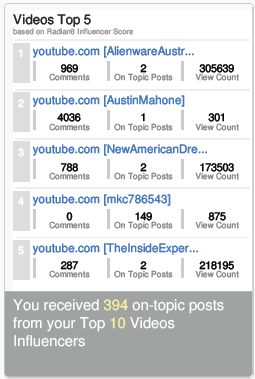 Videos Top 5
based on Radian6 Influencer Score
1 youtube.com [AlienwareAustr...
969 2 305639
Comments On Topic Posts View Count
2 youtube.com [AustinMahone]
4036 1 301
Comments On Topic Posts View Count
3 youtube.com [NewAmericanDre...
788 2 173503
Comments On Topic Posts View Count
4 youtube.com [mkc786543]
0 149 875
Comments On Topic Posts View Count
5 youtube.com [TheInsideExper...
287 2 218195
Comments On Topic Posts View Count
You received 394 on-topic posts
from your Top 10 Videos
Influencers